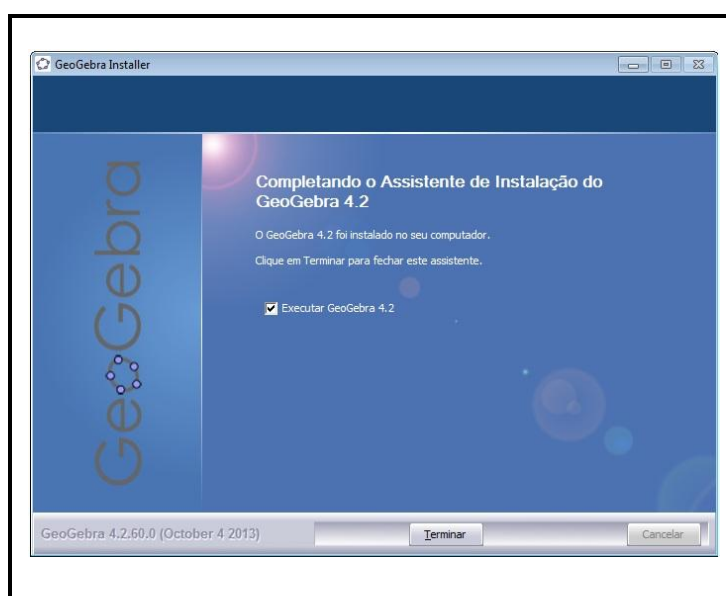 GeoGebra Installer
GeoGebra
Completando o Assistente de Instalação do
GeoGebra 4.2
O GeoGebra 4.2 foi instalado no seu computador.
Clique em Terminar para fechar este assistente.
Executar GeoGebra 4.2
GeoGebra 4.2.60.0 (October 4 2013)
Terminar
Cancelar